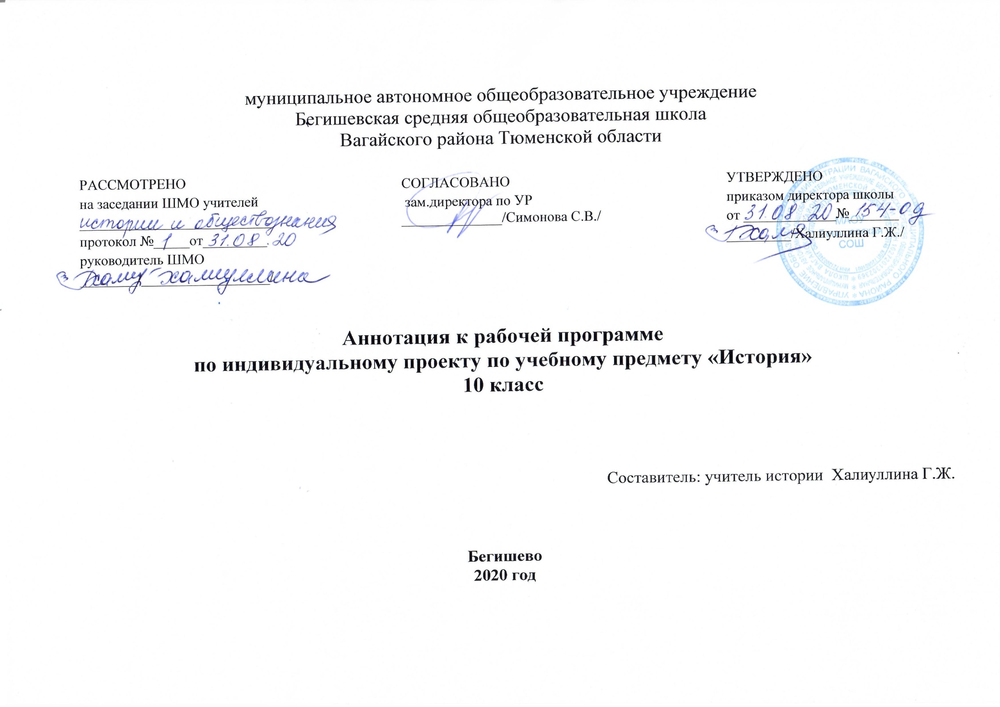 муниципальное автономное общеобразовательное учреждение
Бегишевская средняя общеобразовательная школа
Вагайского района Тюменской области
РАССМОТРЕНО
на заседании ШМО учителей
истории и обществознания
протокол № 1 от 31.08.20
руководитель ШМО
Халиуллина
СОГЛАСОВАНО
зам.директора по УР
/Симонова С.В./
УТВЕРЖДЕНО
приказом директора школы
от 31.08 20 № 154-од
/Халиуллина Г.Ж./
МАОУ
СОШ
Аннотация к рабочей программе
по индивидуальному проекту по учебному предмету «История»
10 класс
Составитель: учитель истории Халиуллина Г.Ж.
Бегишево
2020 год